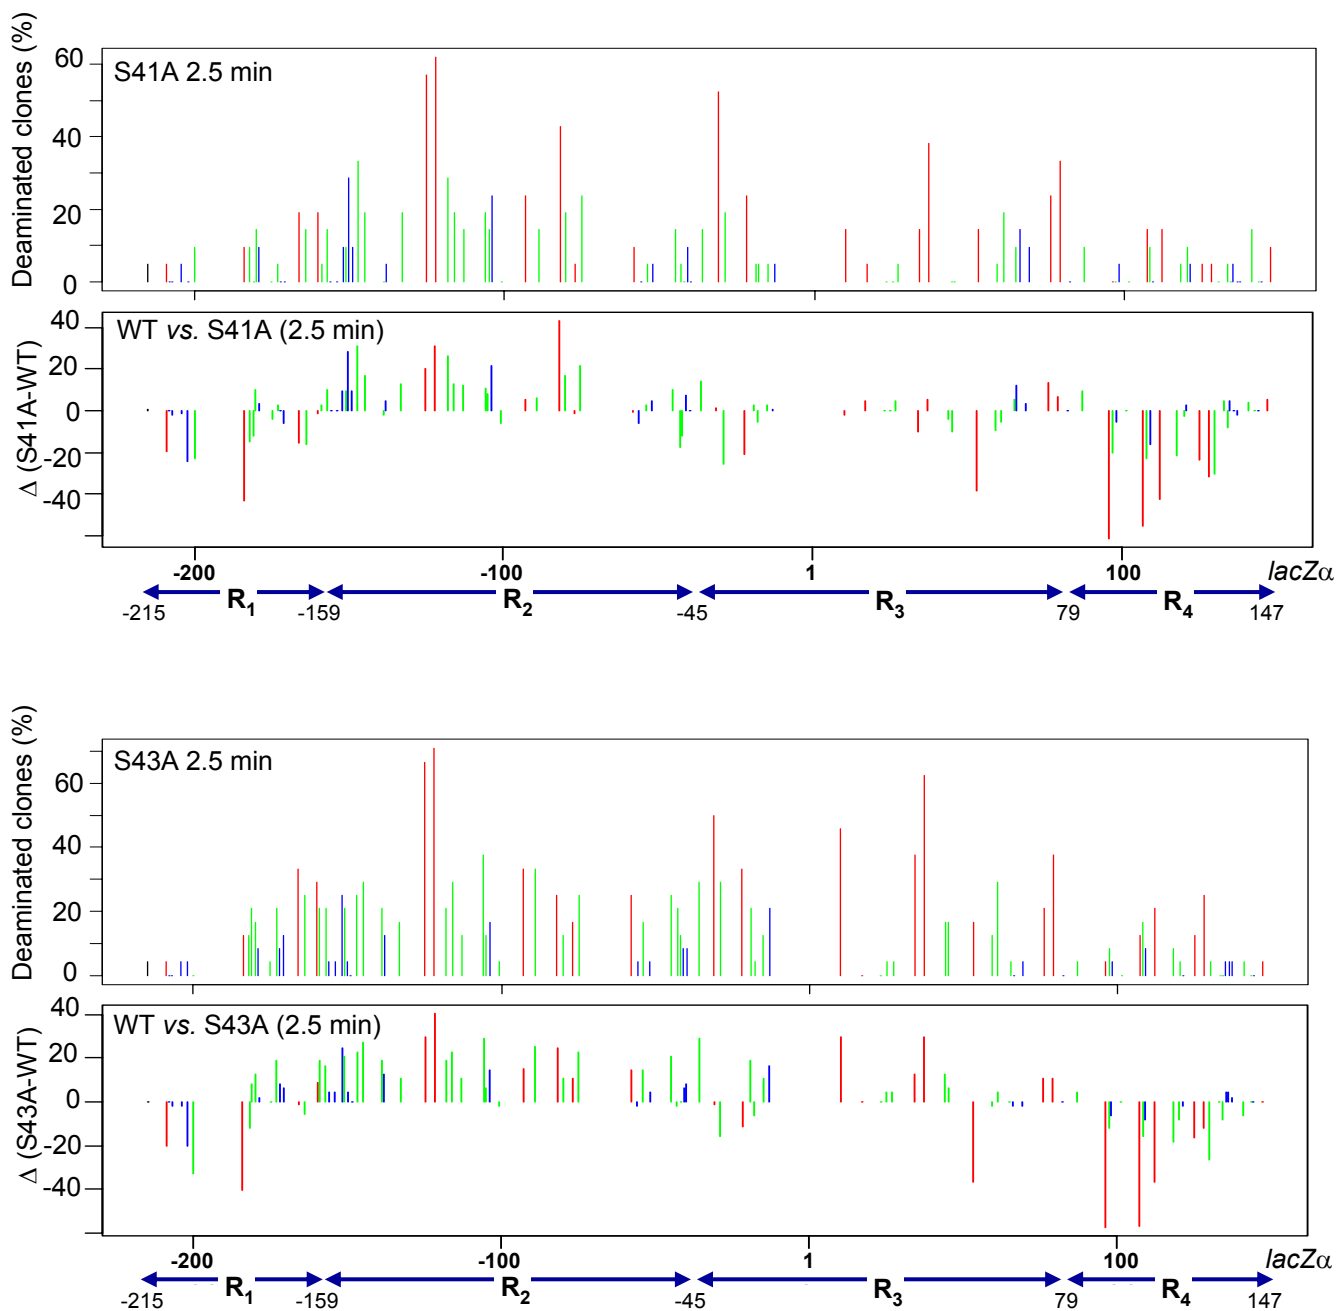 Deaminated clones (%)
S41A 2.5 min
60
40
20
0
Δ (S41A-WT)
WT vs. S41A (2.5 min)
40
20
0
-20
-40
-200 -100 1 100 lacZα
R1 R2 R3 R4
-215 -159 -45 79 147
Deaminated clones (%)
S43A 2.5 min
60
40
20
0
Δ (S43A-WT)
WT vs. S43A (2.5 min)
40
20
0
-20
-40
-200 -100 1 100 lacZα
R1 R2 R3 R4
-215 -159 -45 79 147